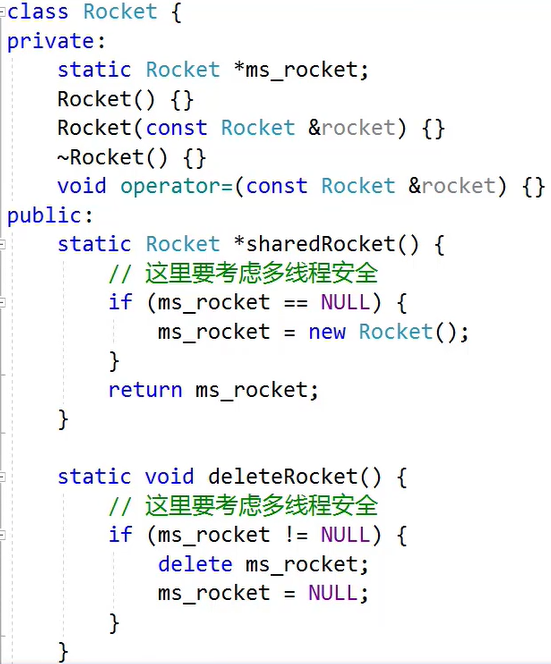 class Rocket {
private:
    static Rocket *ms_rocket;
    Rocket() {}
    Rocket(const Rocket &rocket) {}
    ~Rocket() {}
    void operator=(const Rocket &rocket) {}
public:
    static Rocket *sharedRocket() {
        // 这里要考虑多线程安全
        if (ms_rocket == NULL) {
            ms_rocket = new Rocket();
        }
        return ms_rocket;
    }

    static void deleteRocket() {
        // 这里要考虑多线程安全
        if (ms_rocket != NULL) {
            delete ms_rocket;
            ms_rocket = NULL;
        }
    }